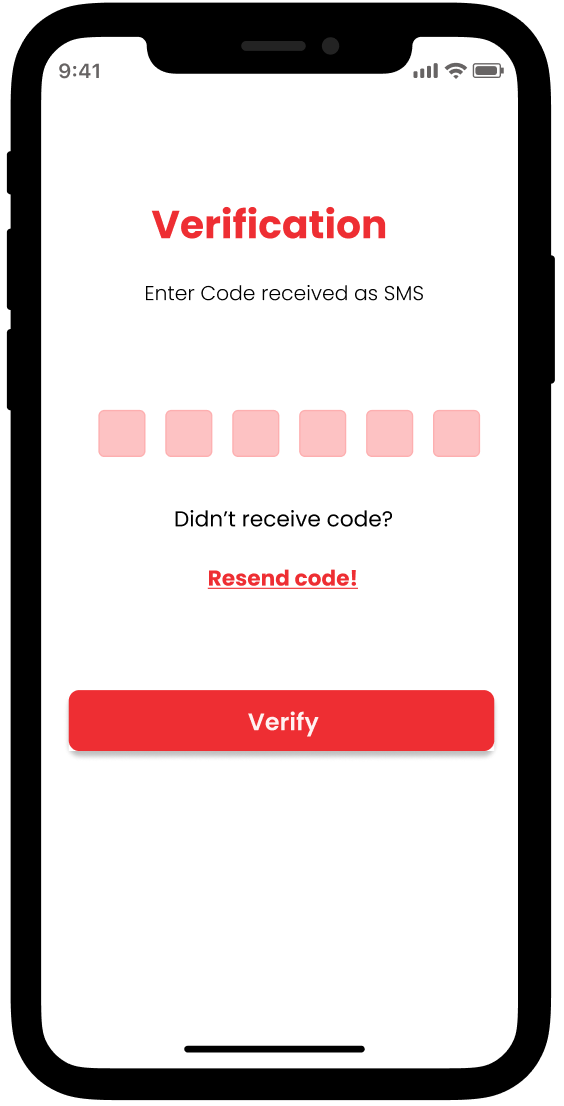 9:41
Verification
Enter Code received as SMS
Didn’t receive code?
Resend code!
Verify